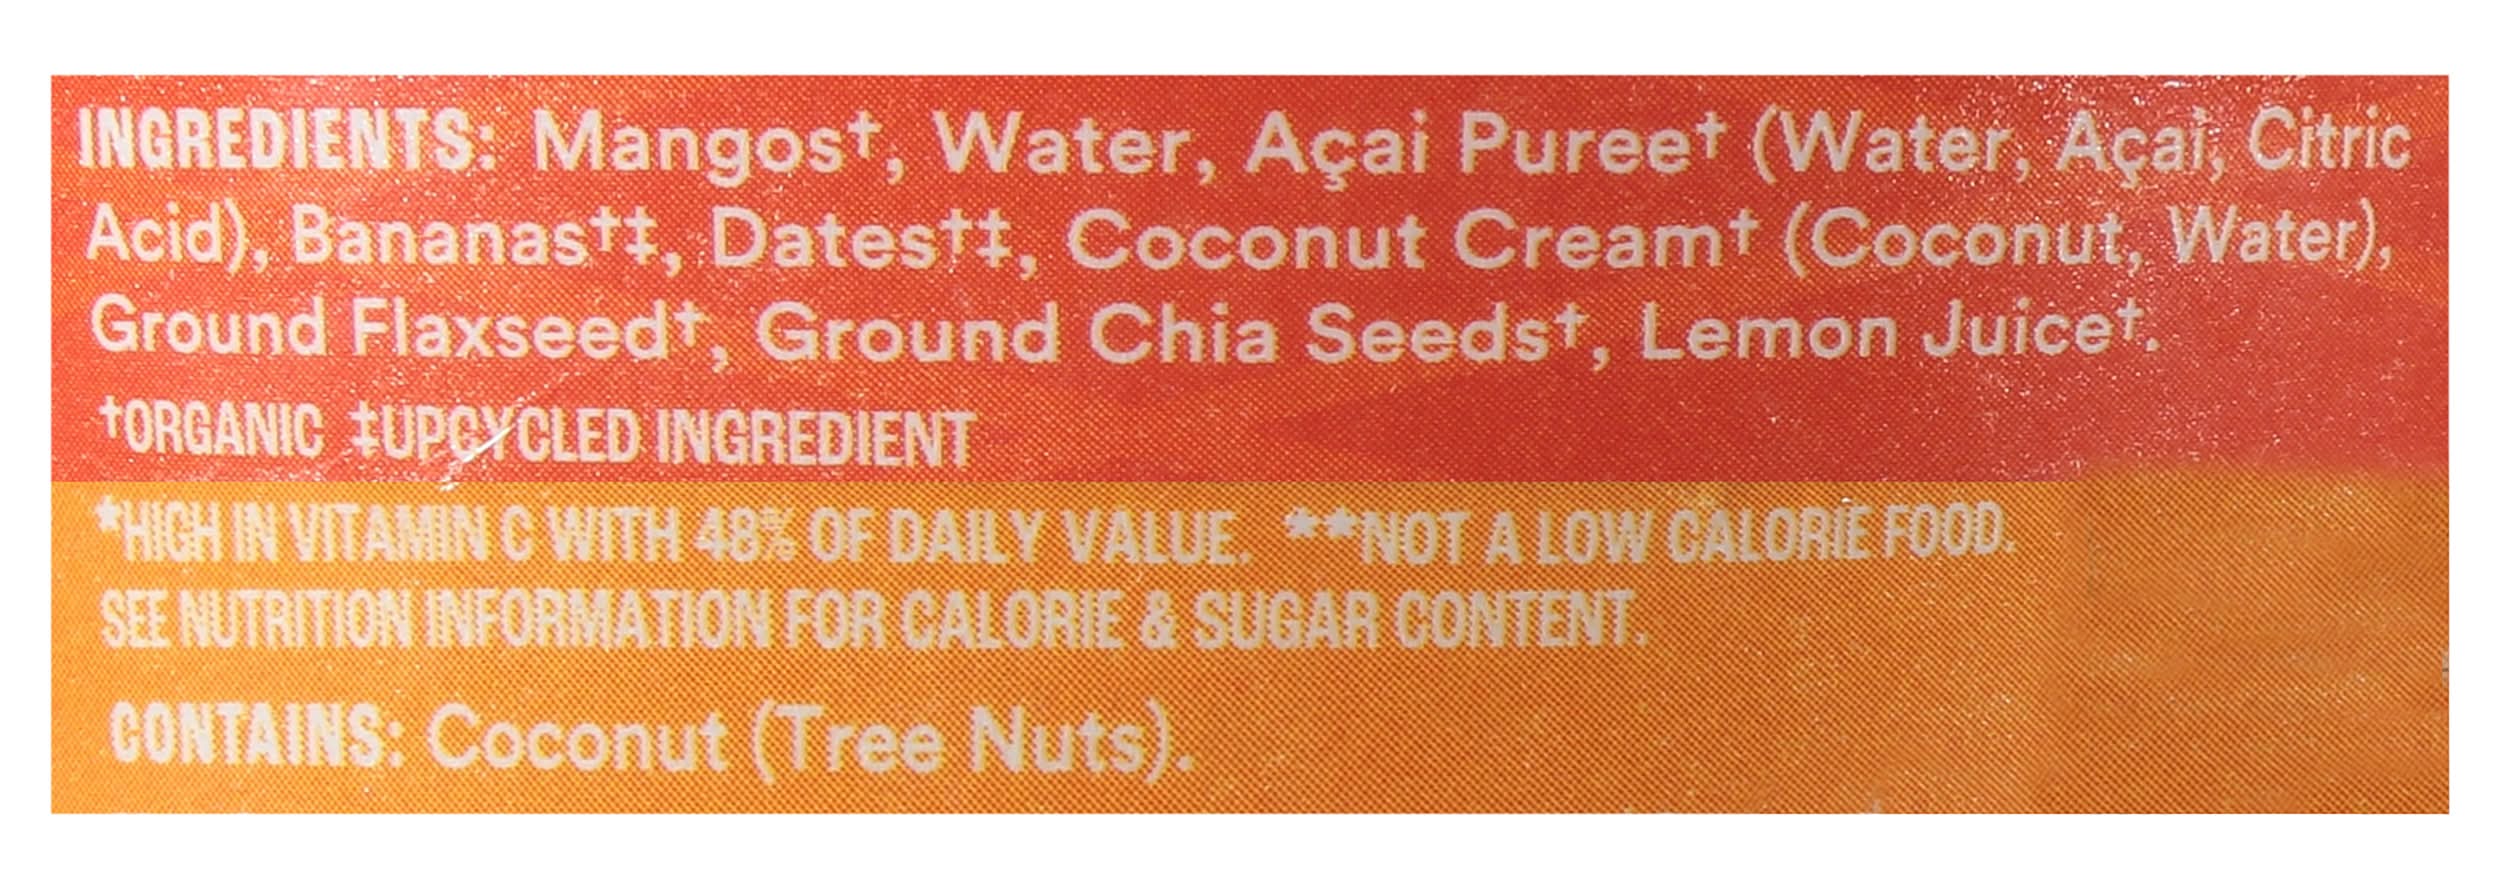 INGREDIENTS: Mangos†, Water, Açai Puree† (Water, Açai, Citric
Acid), Bananas†‡, Dates†‡, Coconut Cream† (Coconut, Water),
Ground Flaxseed†, Ground Chia Seeds†, Lemon Juice†.
†ORGANIC ‡UPCYCLED INGREDIENT
*HIGH IN VITAMIN C WITH 48% OF DAILY VALUE. **NOT A LOW CALORIE FOOD.
SEE NUTRITION INFORMATION FOR CALORIE & SUGAR CONTENT.
CONTAINS: Coconut (Tree Nuts).